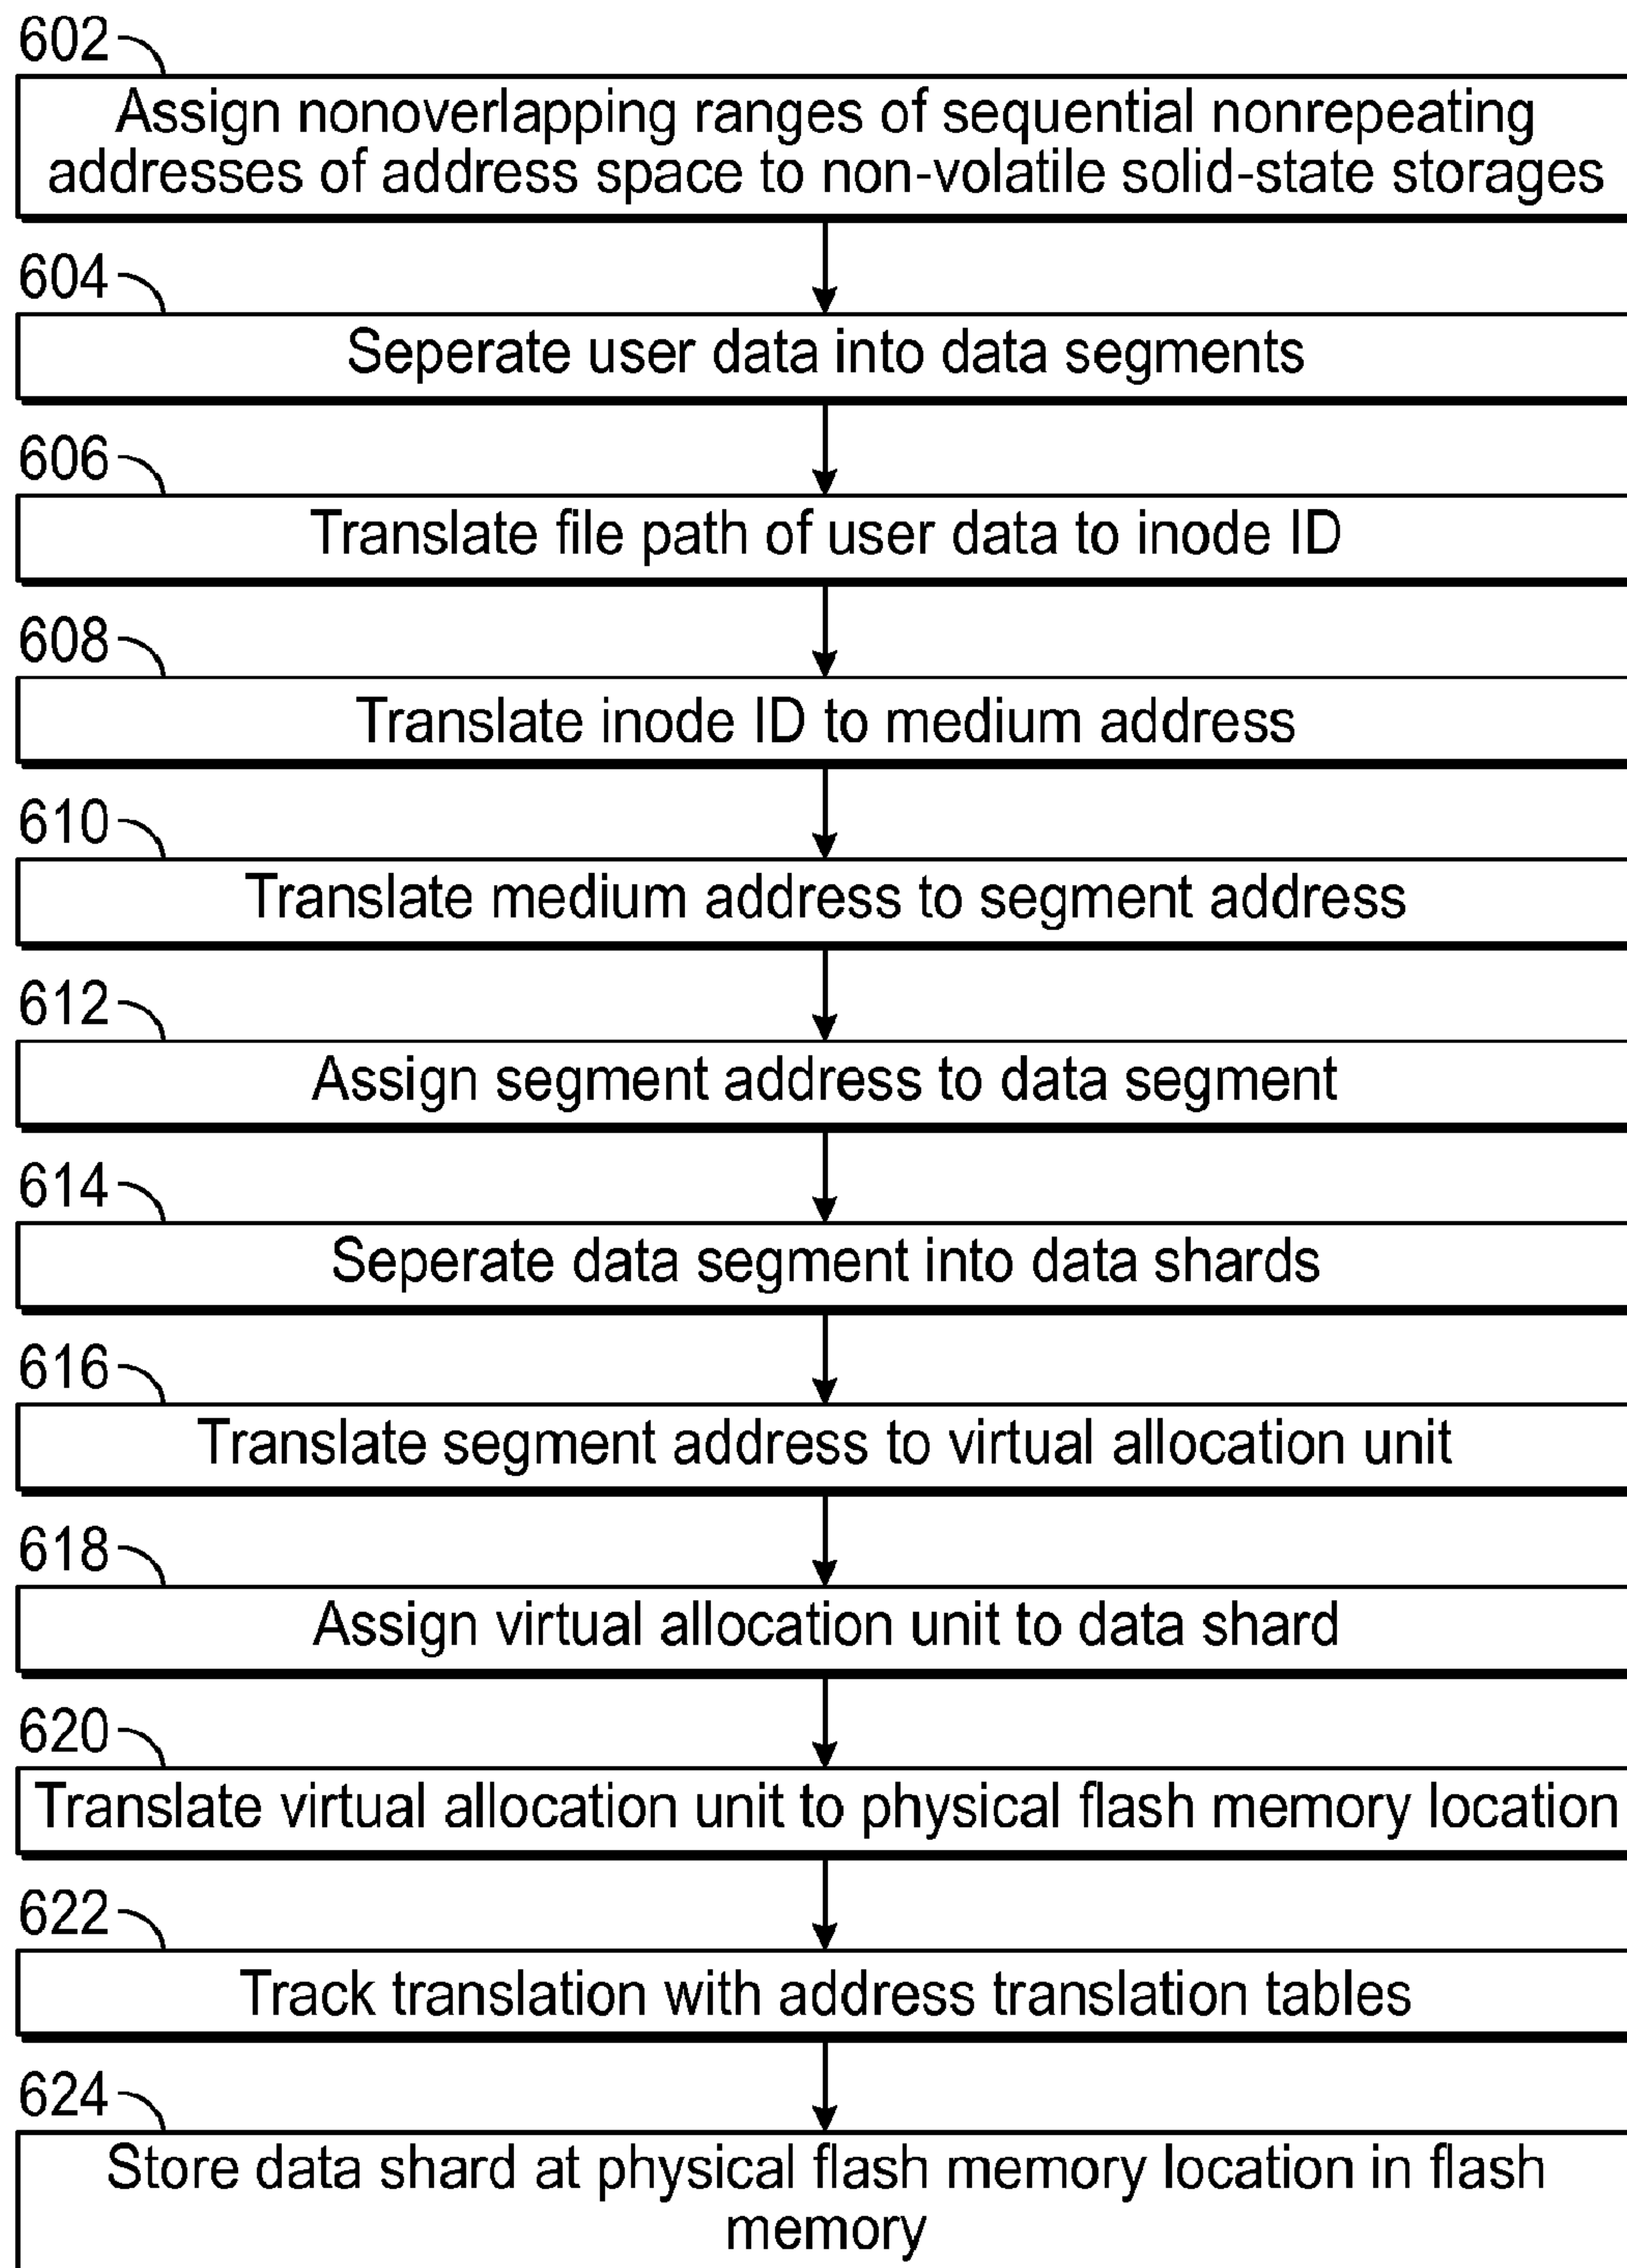 602
Assign nonoverlapping ranges of sequential nonrepeating
addresses of address space to non-volatile solid-state storages
604
Seperate user data into data segments
606
Translate file path of user data to inode ID
608
Translate inode ID to medium address
610
Translate medium address to segment address
612
Assign segment address to data segment
614
Seperate data segment into data shards
616
Translate segment address to virtual allocation unit
618
Assign virtual allocation unit to data shard
620
Translate virtual allocation unit to physical flash memory location
622
Track translation with address translation tables
624
Store data shard at physical flash memory location in flash
memory